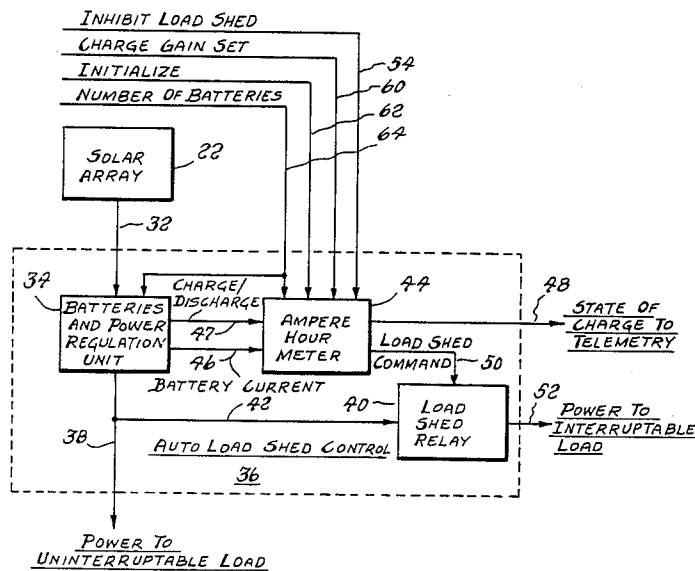 INHIBIT LOAD SHED
CHARGE GAIN SET
INITIALIZE
NUMBER OF BATTERIES
54
60
62
64
SOLAR
ARRAY
22
32
34
BATTERIES
AND POWER
REGULATION
UNIT
CHARGE/
DISCHARGE
47
46
BATTERY CURRENT
AMPERE
HOUR
METER
44
48
STATE OF
CHARGE TO
TELEMETRY
LOAD SHED
COMMAND
50
40
LOAD
SHED
RELAY
52
POWER TO
INTERRUPTABLE
LOAD
42
38
AUTO LOAD SHED CONTROL
36
POWER TO
UNINTERRUPTABLE LOAD